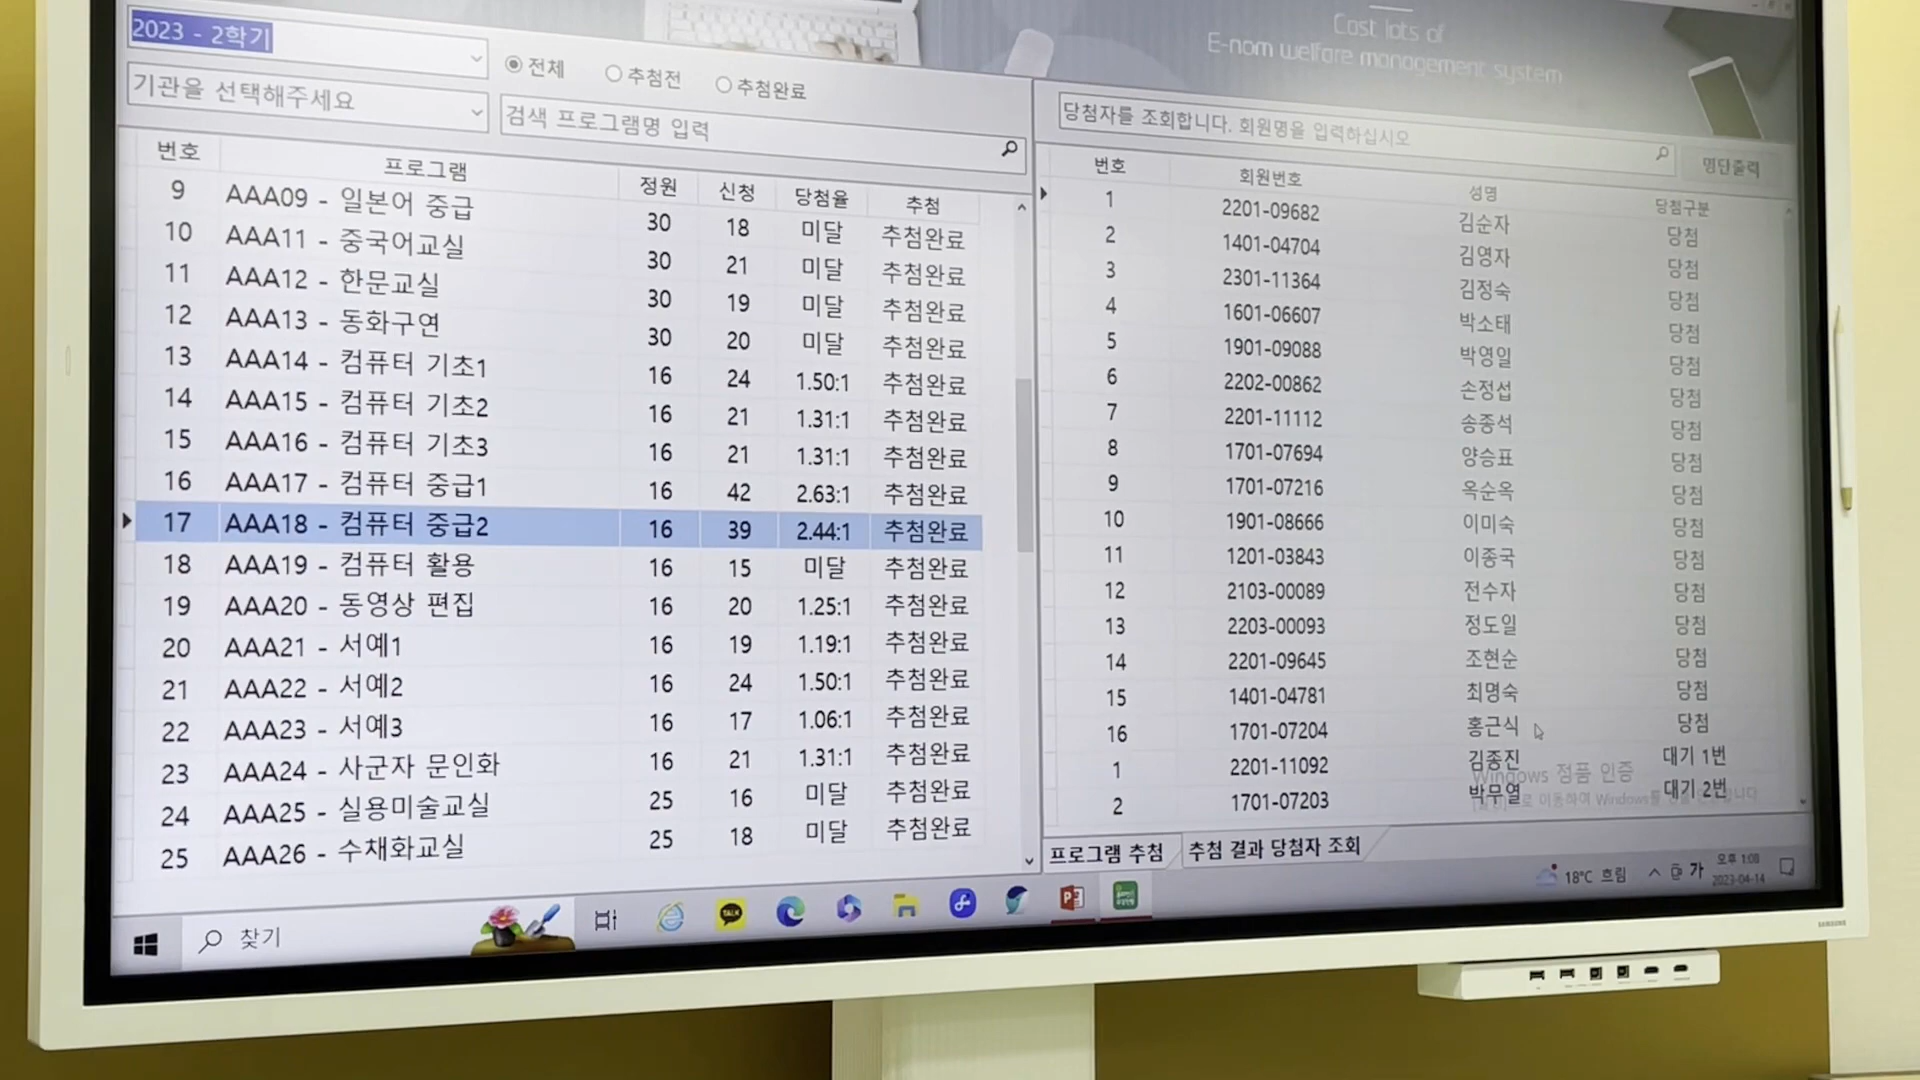 Cost lots of
E-nom welfare management system
2023 - 2학기
전체 추첨전 추첨완료
기관을 선택해주세요
검색 프로그램명 입력
번호 프로그램 정원 신청 당첨율 추첨
9 AAA09 - 일본어 중급 30 18 미달 추첨완료
10 AAA11 - 중국어교실 30 21 미달 추첨완료
11 AAA12 - 한문교실 30 19 미달 추첨완료
12 AAA13 - 동화구연 30 20 미달 추첨완료
13 AAA14 - 컴퓨터 기초1 16 24 1.50:1 추첨완료
14 AAA15 - 컴퓨터 기초2 16 21 1.31:1 추첨완료
15 AAA16 - 컴퓨터 기초3 16 21 1.31:1 추첨완료
16 AAA17 - 컴퓨터 중급1 16 42 2.63:1 추첨완료
17 AAA18 - 컴퓨터 중급2 16 39 2.44:1 추첨완료
18 AAA19 - 컴퓨터 활용 16 15 미달 추첨완료
19 AAA20 - 동영상 편집 16 20 1.25:1 추첨완료
20 AAA21 - 서예1 16 19 1.19:1 추첨완료
21 AAA22 - 서예2 16 24 1.50:1 추첨완료
22 AAA23 - 서예3 16 17 1.06:1 추첨완료
23 AAA24 - 사군자 문인화 16 21 1.31:1 추첨완료
24 AAA25 - 실용미술교실 25 16 미달 추첨완료
25 AAA26 - 수채화교실 25 18 미달 추첨완료
당첨자를 조회합니다. 회원명을 입력하십시오
명단출력
번호 회원번호 성명 당첨구분
1 2201-09682 김순자 당첨
2 1401-04704 김영자 당첨
3 2301-11364 김정숙 당첨
4 1601-06607 박소태 당첨
5 1901-09088 박영일 당첨
6 2202-00862 손정섭 당첨
7 2201-11112 송종석 당첨
8 1701-07694 양승표 당첨
9 1701-07216 옥순옥 당첨
10 1901-08666 이미숙 당첨
11 1201-03843 이종국 당첨
12 2103-00089 전수자 당첨
13 2203-00093 정도일 당첨
14 2201-09645 조현순 당첨
15 1401-04781 최명숙 당첨
16 1701-07204 홍근식 당첨
1 2201-11092 김종진 대기 1번
2 1701-07203 박무열 대기 2번
Windows 정품 인증
이동하여 Windows를
프로그램 추첨 추첨 결과 당첨자 조회
찾기
TALK
18°C 흐림
가
오후 1:08
2023-04-14
SAMSUNG